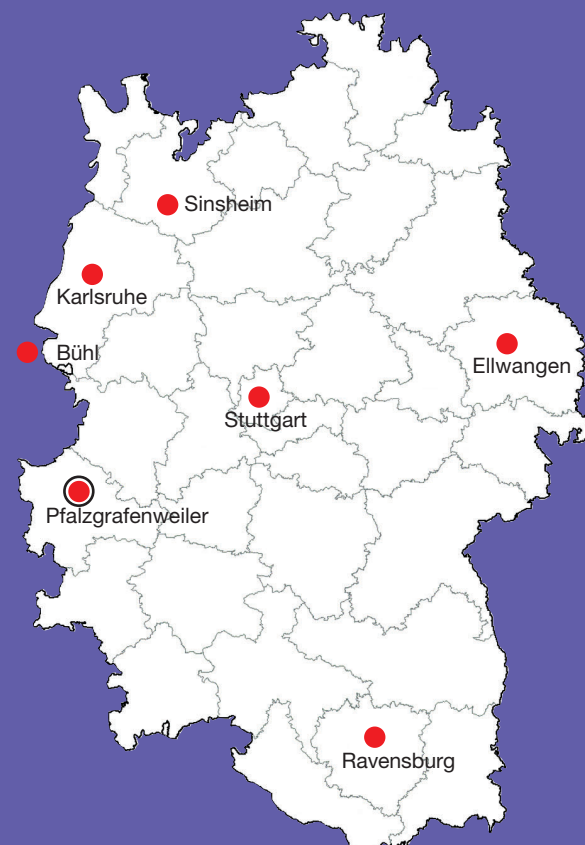 Sinsheim
Karlsruhe
Bühl
Ellwangen
Stuttgart
Pfalzgrafenweiler
Ravensburg